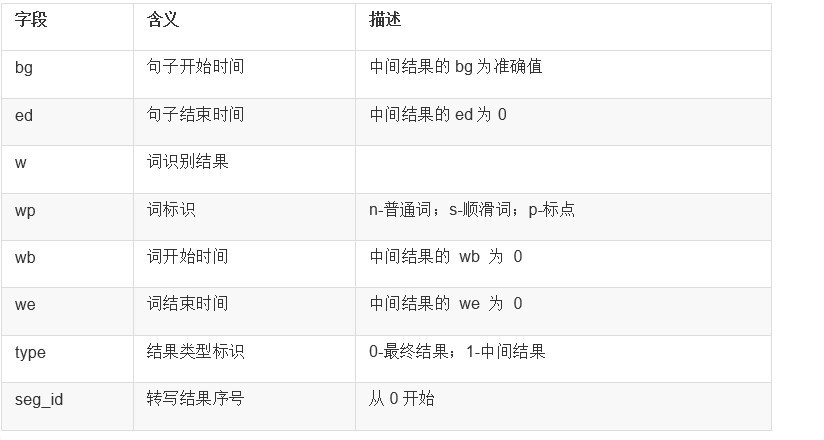 字段 含义 描述
bg 句子开始时间 中间结果的 bg 为准确值
ed 句子结束时间 中间结果的 ed 为 0
w 词识别结果
wp 词标识 n-普通词；s-顺滑词；p-标点
wb 词开始时间 中间结果的 wb 为 0
we 词结束时间 中间结果的 we 为 0
type 结果类型标识 0-最终结果；1-中间结果
seg_id 转写结果序号 从 0 开始